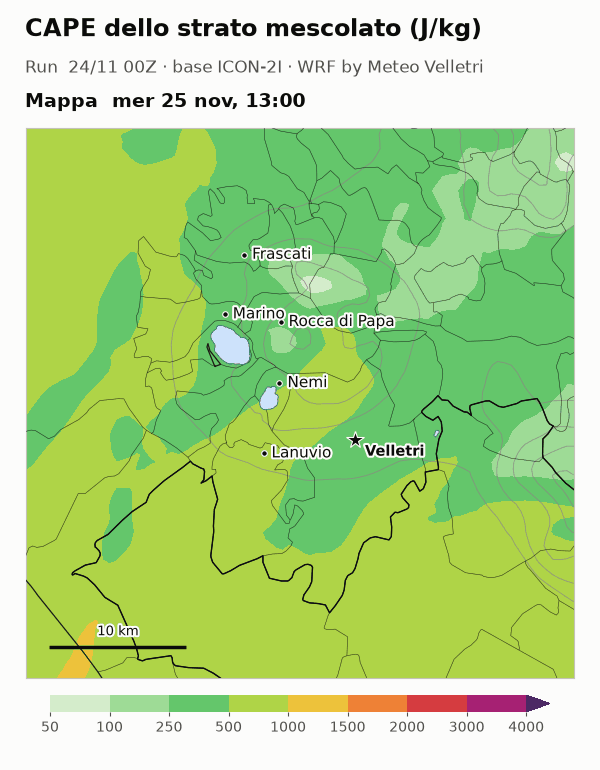 CAPE dello strato mescolato (J/kg)
Run  24/11 00Z · base ICON-2I · WRF by Meteo Velletri
Mappa  mer 25 nov, 13:00
Frascati
Marino
Rocca di Papa
Nemi
Velletri
Lanuvio
10 km
50 100 250 500 1000 1500 2000 3000 4000